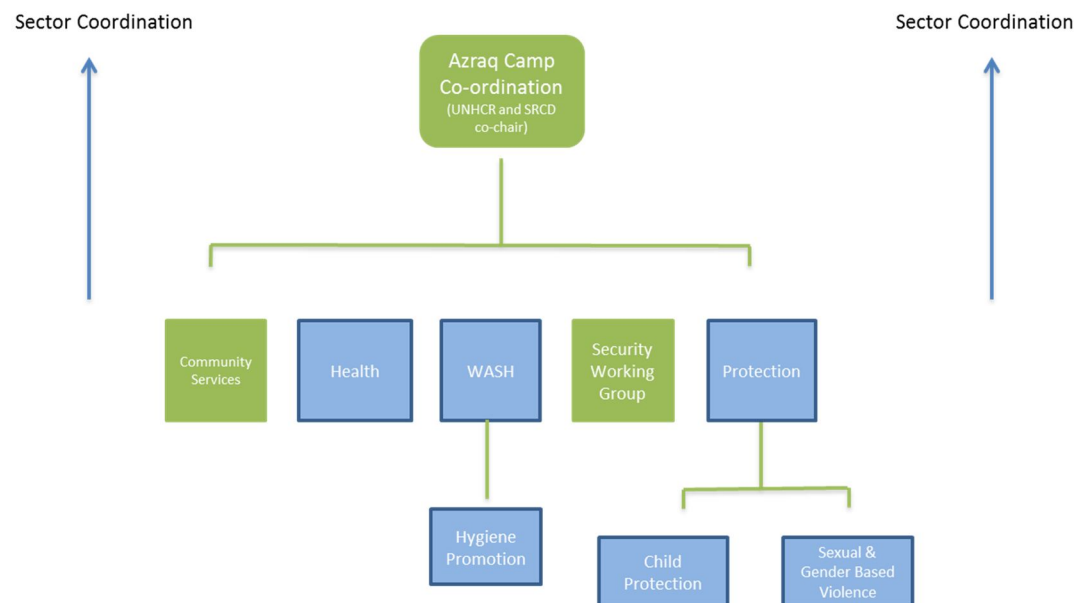 Sector Coordination
Sector Coordination
Azraq Camp
Co-ordination
(UNHCR and SRCD
co-chair)
Community
Services
Health
WASH
Security
Working
Group
Protection
Hygiene
Promotion
Child
Protection
Sexual &
Gender Based
Violence